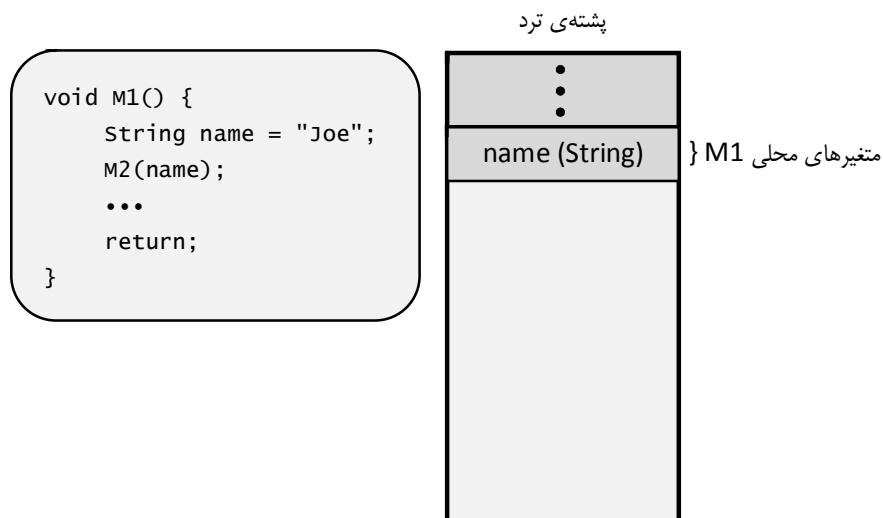 پشته‌ی ترد
void M1() {
String name = "Joe";
M2(name);
•••
return;
}
name (String)
متغیرهای محلی M1 {